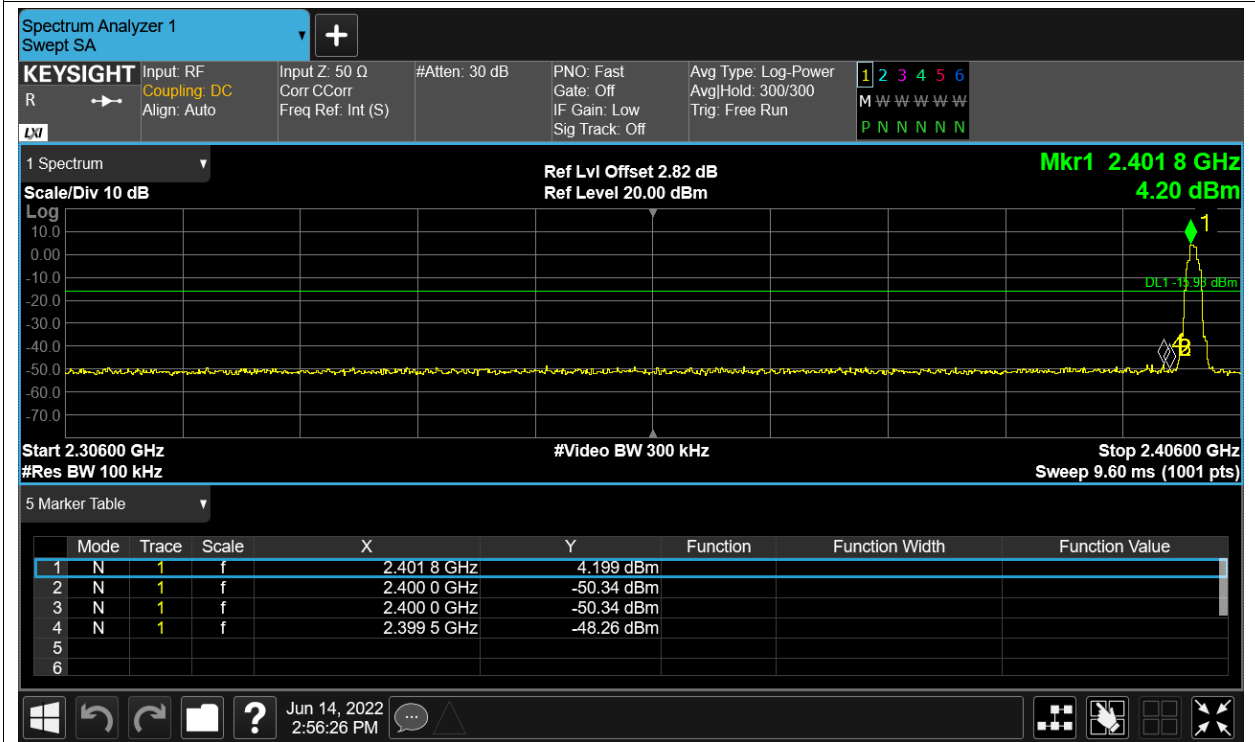 Spectrum Analyzer 1
Swept SA
+
KEYSIGHT Input: RF Input Z: 50 Ω #Atten: 30 dB PNO: Fast Avg Type: Log-Power 1 2 3 4 5 6
R Coupling: DC Corr CCorr Gate: Off Avg|Hold: 300/300 M W W W W W
Align: Auto Freq Ref: Int (S) IF Gain: Low Trig: Free Run
LXI Sig Track: Off P N N N N N
1 Spectrum Ref Lvl Offset 2.82 dB Mkr1 2.401 8 GHz
Scale/Div 10 dB Ref Level 20.00 dBm 4.20 dBm
Log
1
10.0
0.00
-10.0
DL1 -15.93 dBm
-20.0
-30.0
-40.0
4
-50.0
-60.0
-70.0
Start 2.30600 GHz #Video BW 300 kHz Stop 2.40600 GHz
#Res BW 100 kHz Sweep 9.60 ms (1001 pts)
5 Marker Table
Mode Trace Scale X Y Function Function Width Function Value
1 N 1 f 2.401 8 GHz 4.199 dBm
2 N 1 f 2.400 0 GHz -50.34 dBm
3 N 1 f 2.400 0 GHz -50.34 dBm
4 N 1 f 2.399 5 GHz -48.26 dBm
5
6
? Jun 14, 2022
2:56:26 PM